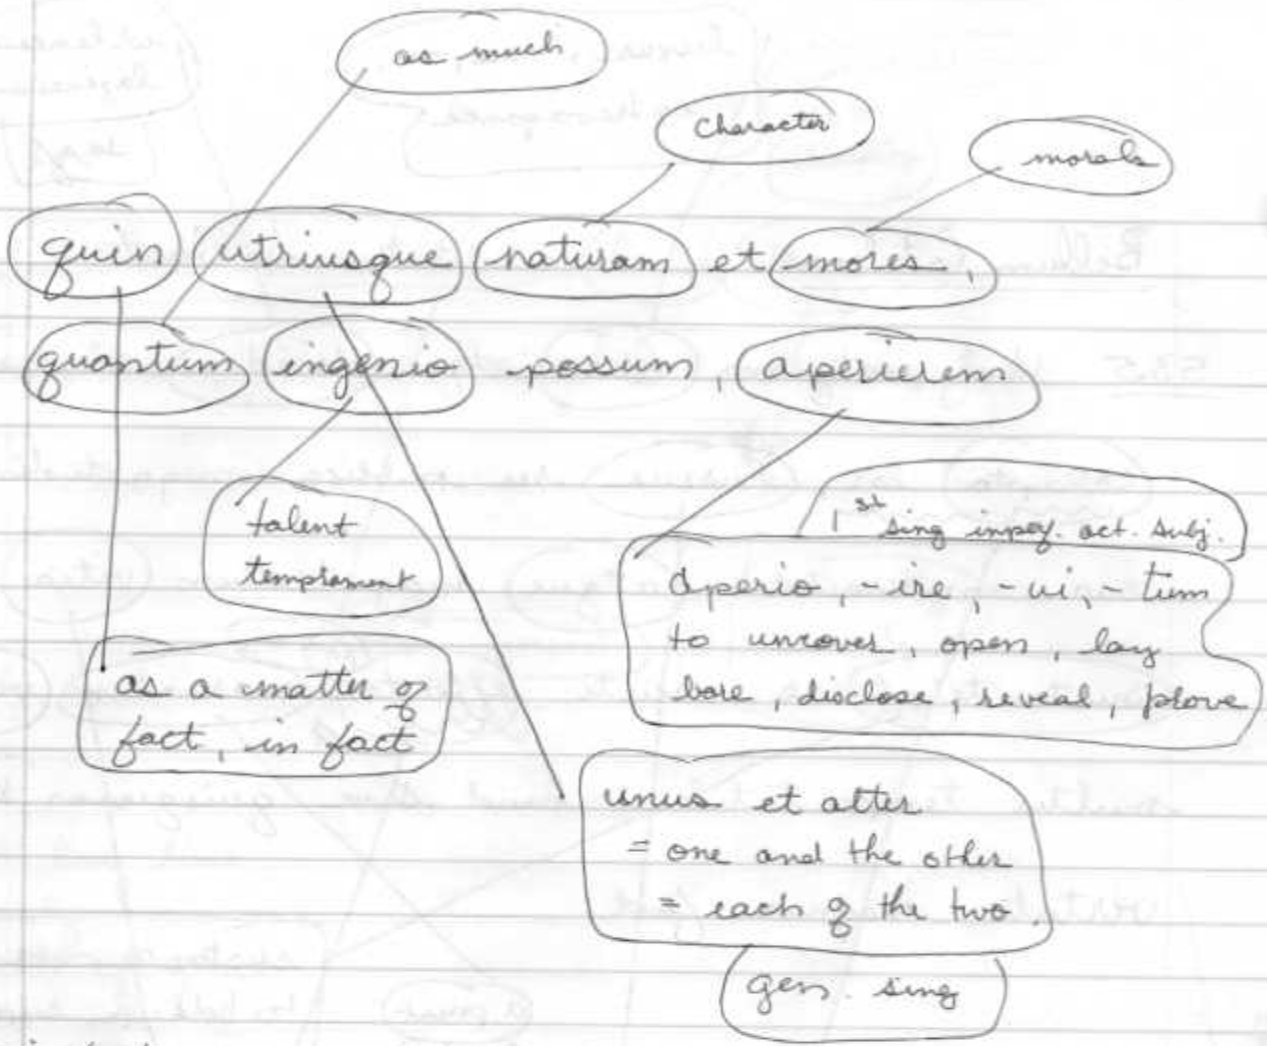 as much
character
morals
quin utriusque naturam et mores,
quantum ingenio possum, aperirem
talent
temprament
1st sing impf. act. subj.
aperio, -ire, -ui, -tum
to uncover, open, lay
bare, disclose, reveal, prove
as a matter of
fact, in fact
unus et alter
= one and the other
= each of the two.
gen. sing